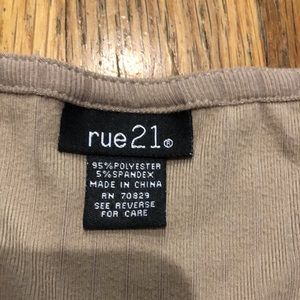 rue21®
95%POLYESTER
5%SPANDEX
MADE IN CHINA
RN 70829
SEE REVERSE
FOR CARE